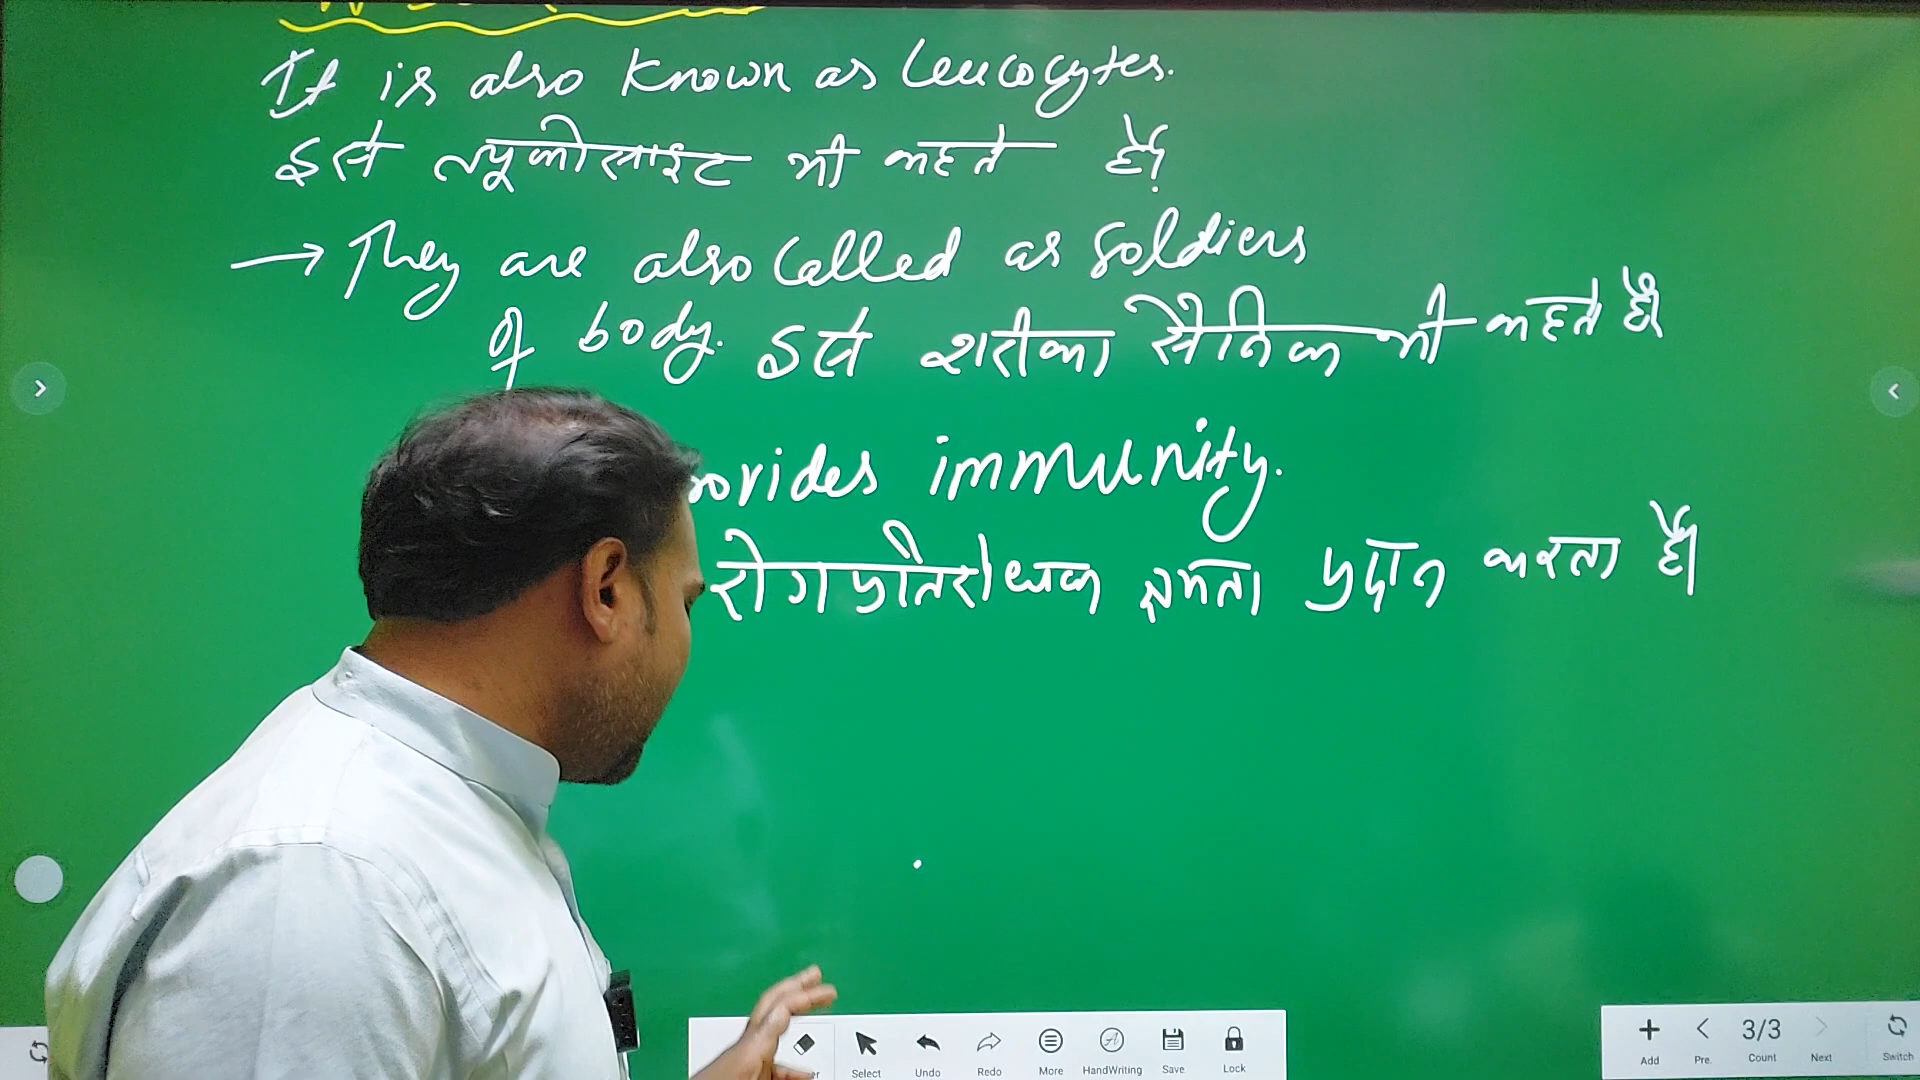 It is also known as leucocytes.
इसे ल्यूकोसाइट भी कहते हैं।
→ They are also called as soldiers
of body. इसे शरीर का सैनिक भी कहते हैं।
rovides immunity.
रोग प्रतिरोधक क्षमता प्रदान करता है।
Select Undo Redo More HandWriting Save Lock
3/3
Add Pre. Count Next Switch